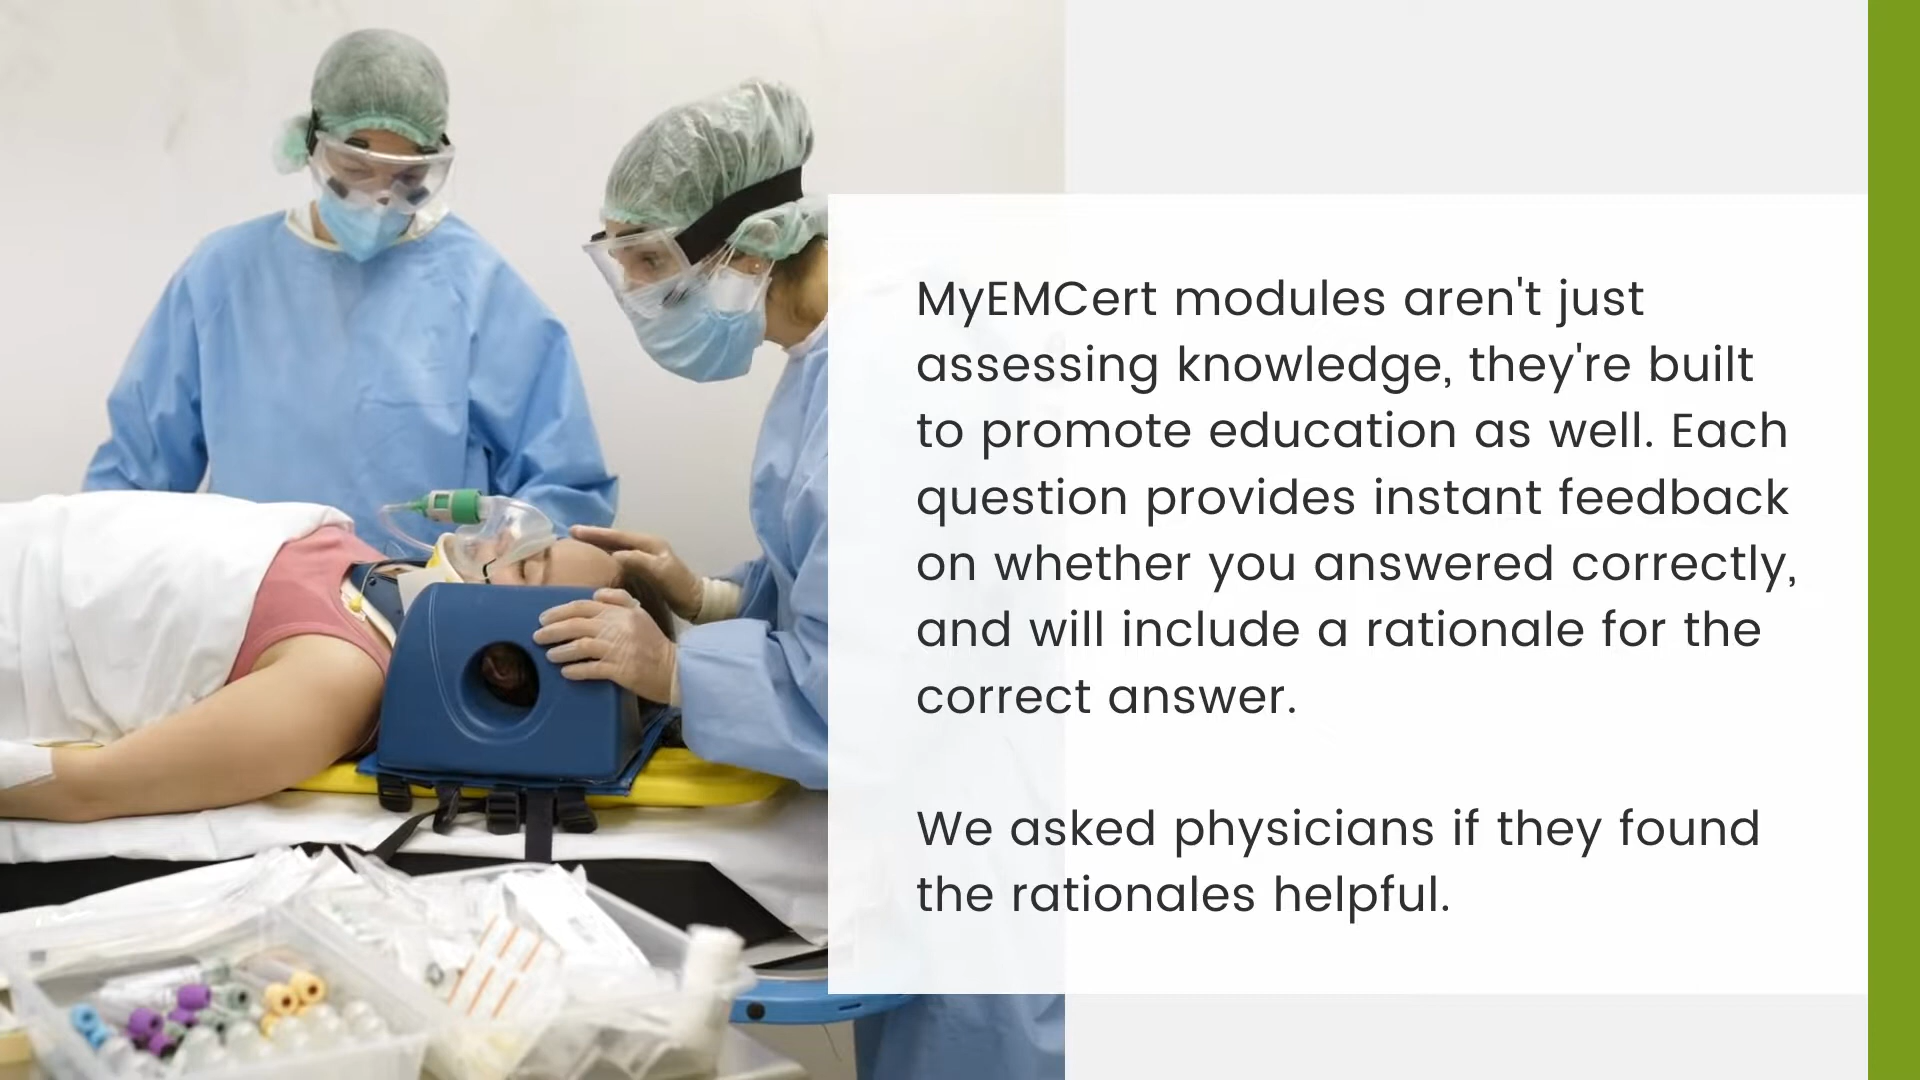 MyEMCert modules aren't just
assessing knowledge, they're built
to promote education as well. Each
question provides instant feedback
on whether you answered correctly,
and will include a rationale for the
correct answer.
We asked physicians if they found
the rationales helpful.